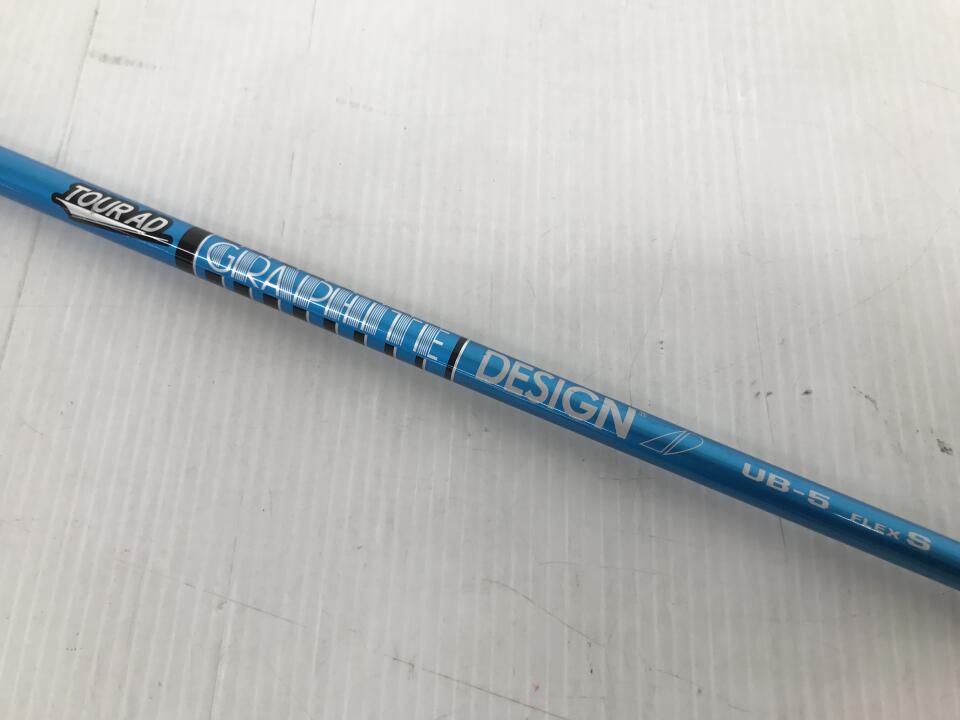 TOUR AD
GRAPHITE DESIGN®
UB-5 FLEX S